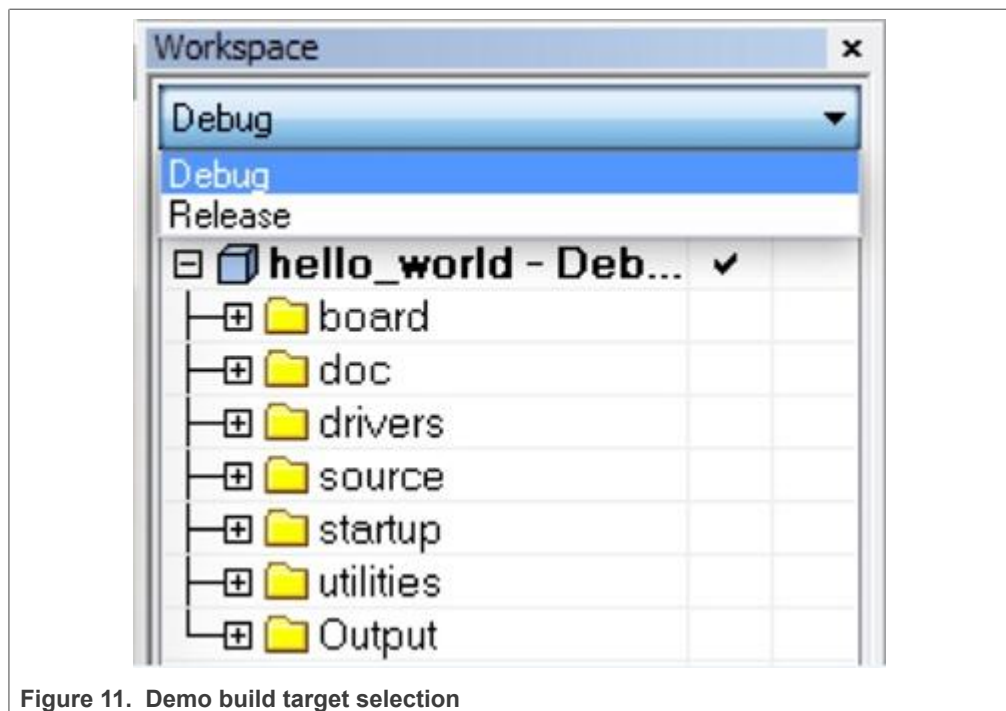 Workspace
Debug
Debug
Release
hello_world - Deb...
board
doc
drivers
source
startup
utilities
Output
Figure 11. Demo build target selection